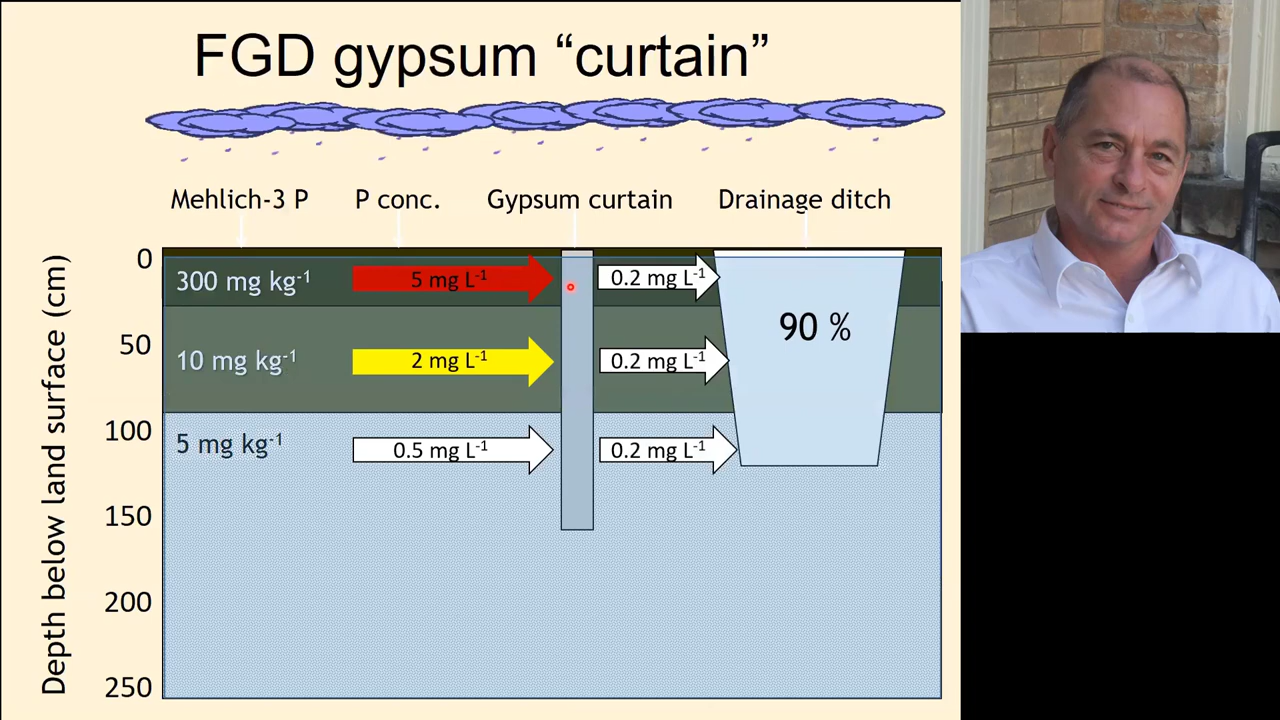 FGD gypsum “curtain”
Mehlich-3 P P conc. Gypsum curtain Drainage ditch
Depth below land surface (cm)
0
50
100
150
200
250
300 mg kg⁻¹ 5 mg L⁻¹ 0.2 mg L⁻¹
90 %
10 mg kg⁻¹ 2 mg L⁻¹ 0.2 mg L⁻¹
5 mg kg⁻¹ 0.5 mg L⁻¹ 0.2 mg L⁻¹